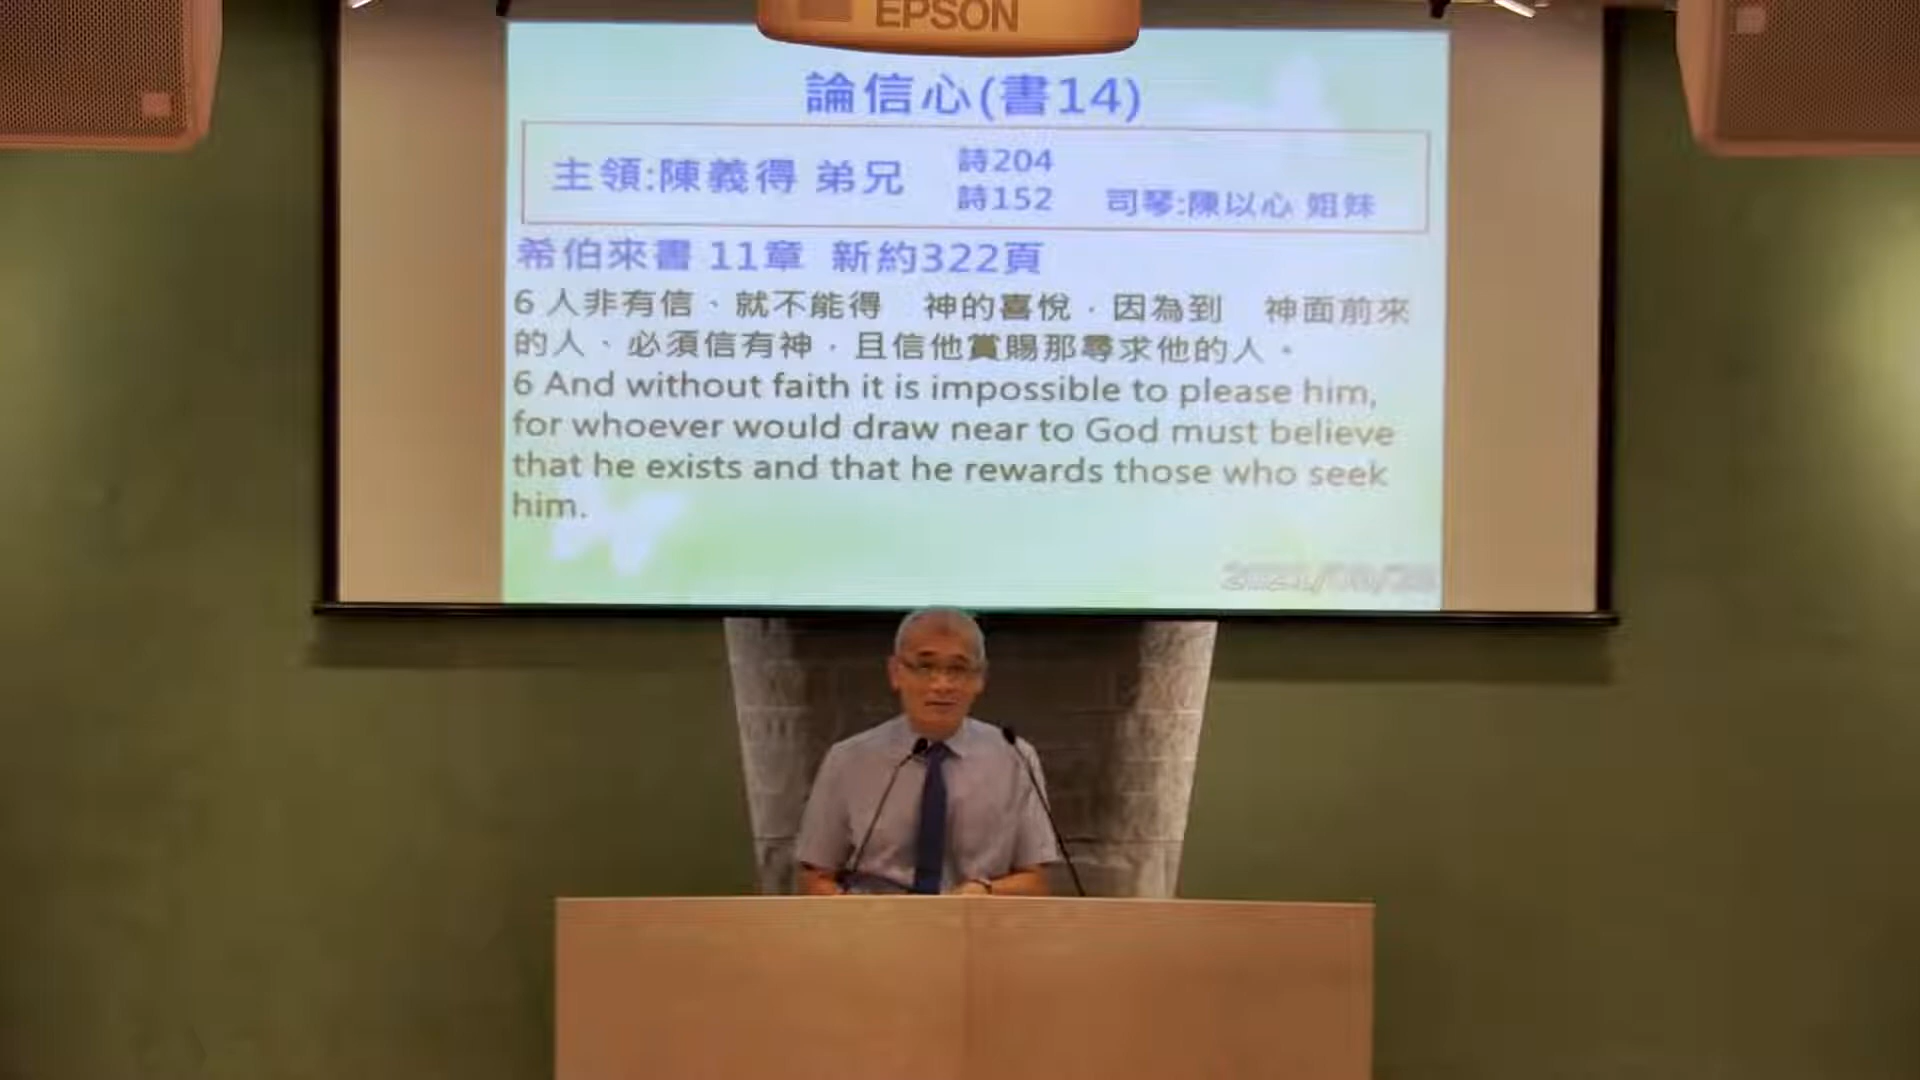 EPSON
論信心(書14)
主領:陳義得 弟兄
詩204
詩152
司琴:陳以心 姐妹
希伯來書 11章 新約322頁
6 人非有信、就不能得　神的喜悅．因為到　神面前來
的人、必須信有神．且信他賞賜那尋求他的人。
6 And without faith it is impossible to please him,
for whoever would draw near to God must believe
that he exists and that he rewards those who seek
him.